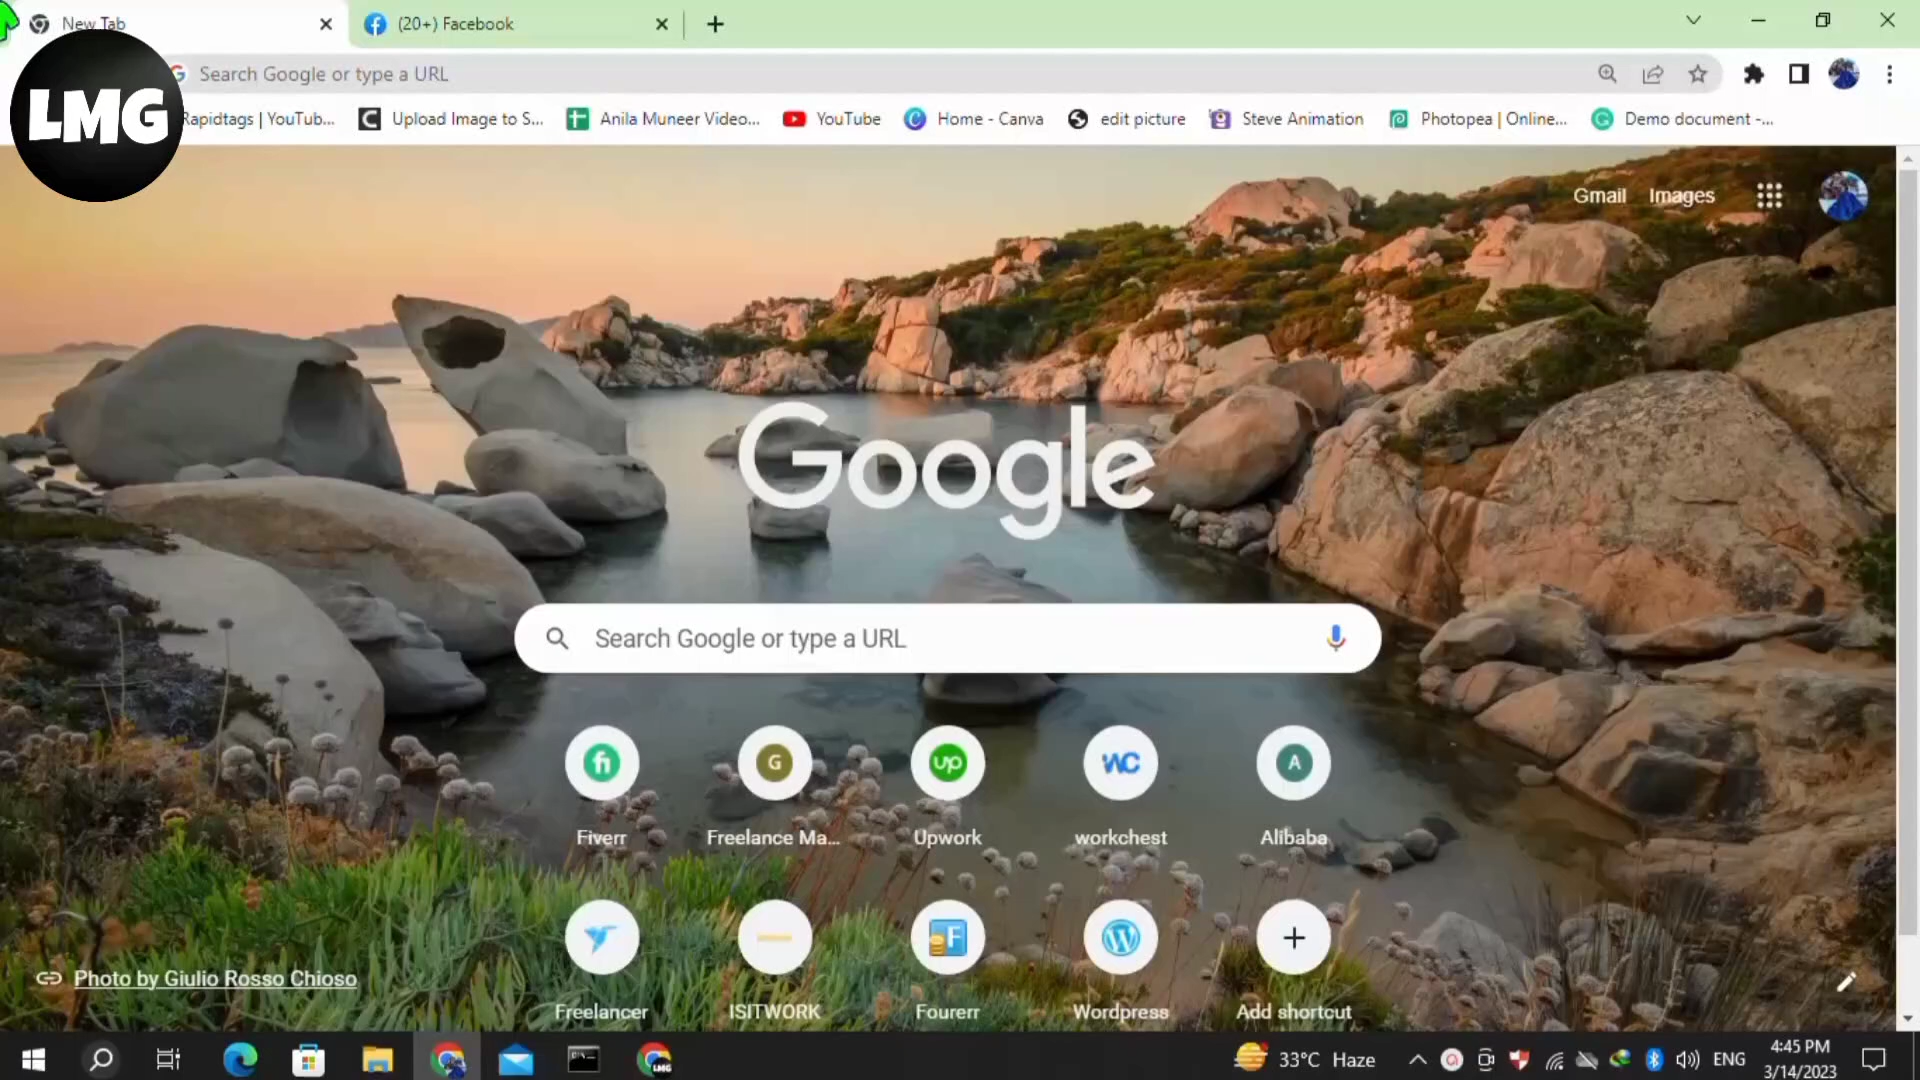 New Tab
(20+) Facebook
LMG
Search Google or type a URL
Rapidtags | YouTub...
Upload Image to S...
Anila Muneer Video...
YouTube
Home - Canva
edit picture
Steve Animation
Photopea | Online...
Demo document -...
Gmail
Images
Google
Search Google or type a URL
G
up
WC
A
Fiverr
Freelance Ma...
Upwork
workchest
Alibaba
F
Photo by Giulio Rosso Chioso
Freelancer
ISITWORK
Fourerr
Wordpress
Add shortcut
LMG
33°C Haze
ENG
4:45 PM
3/14/2023